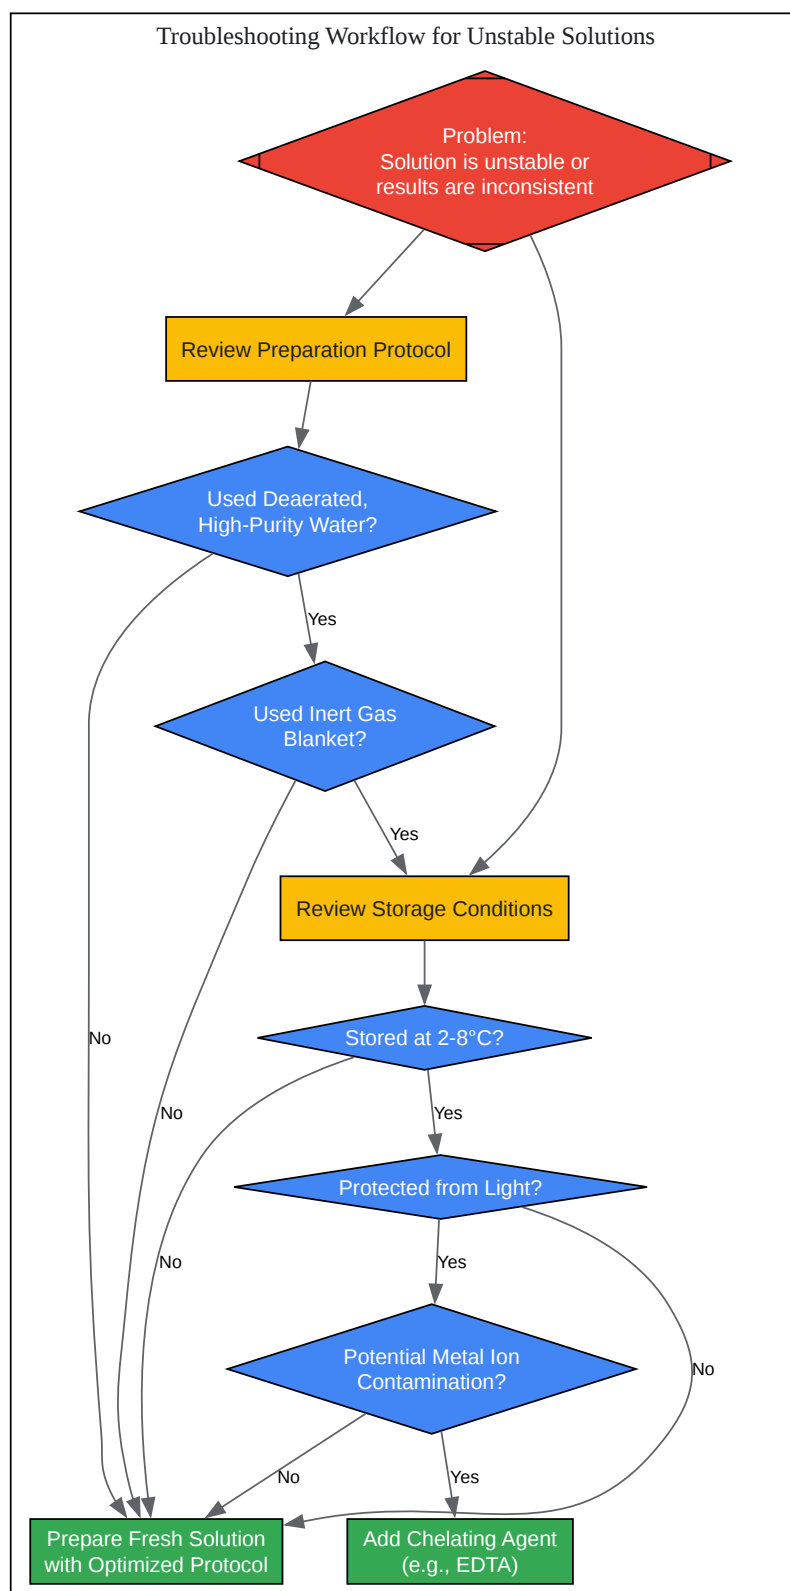 Troubleshooting Workflow for Unstable Solutions
Problem:
Solution is unstable or
results are inconsistent
Review Preparation Protocol
Used Deaerated,
High-Purity Water?
Yes
Used Inert Gas
Blanket?
Yes
Review Storage Conditions
No
Stored at 2-8°C?
No
Yes
Protected from Light?
No
Yes
Potential Metal Ion
Contamination?
No
No
Yes
Prepare Fresh Solution
with Optimized Protocol
Add Chelating Agent
(e.g., EDTA)